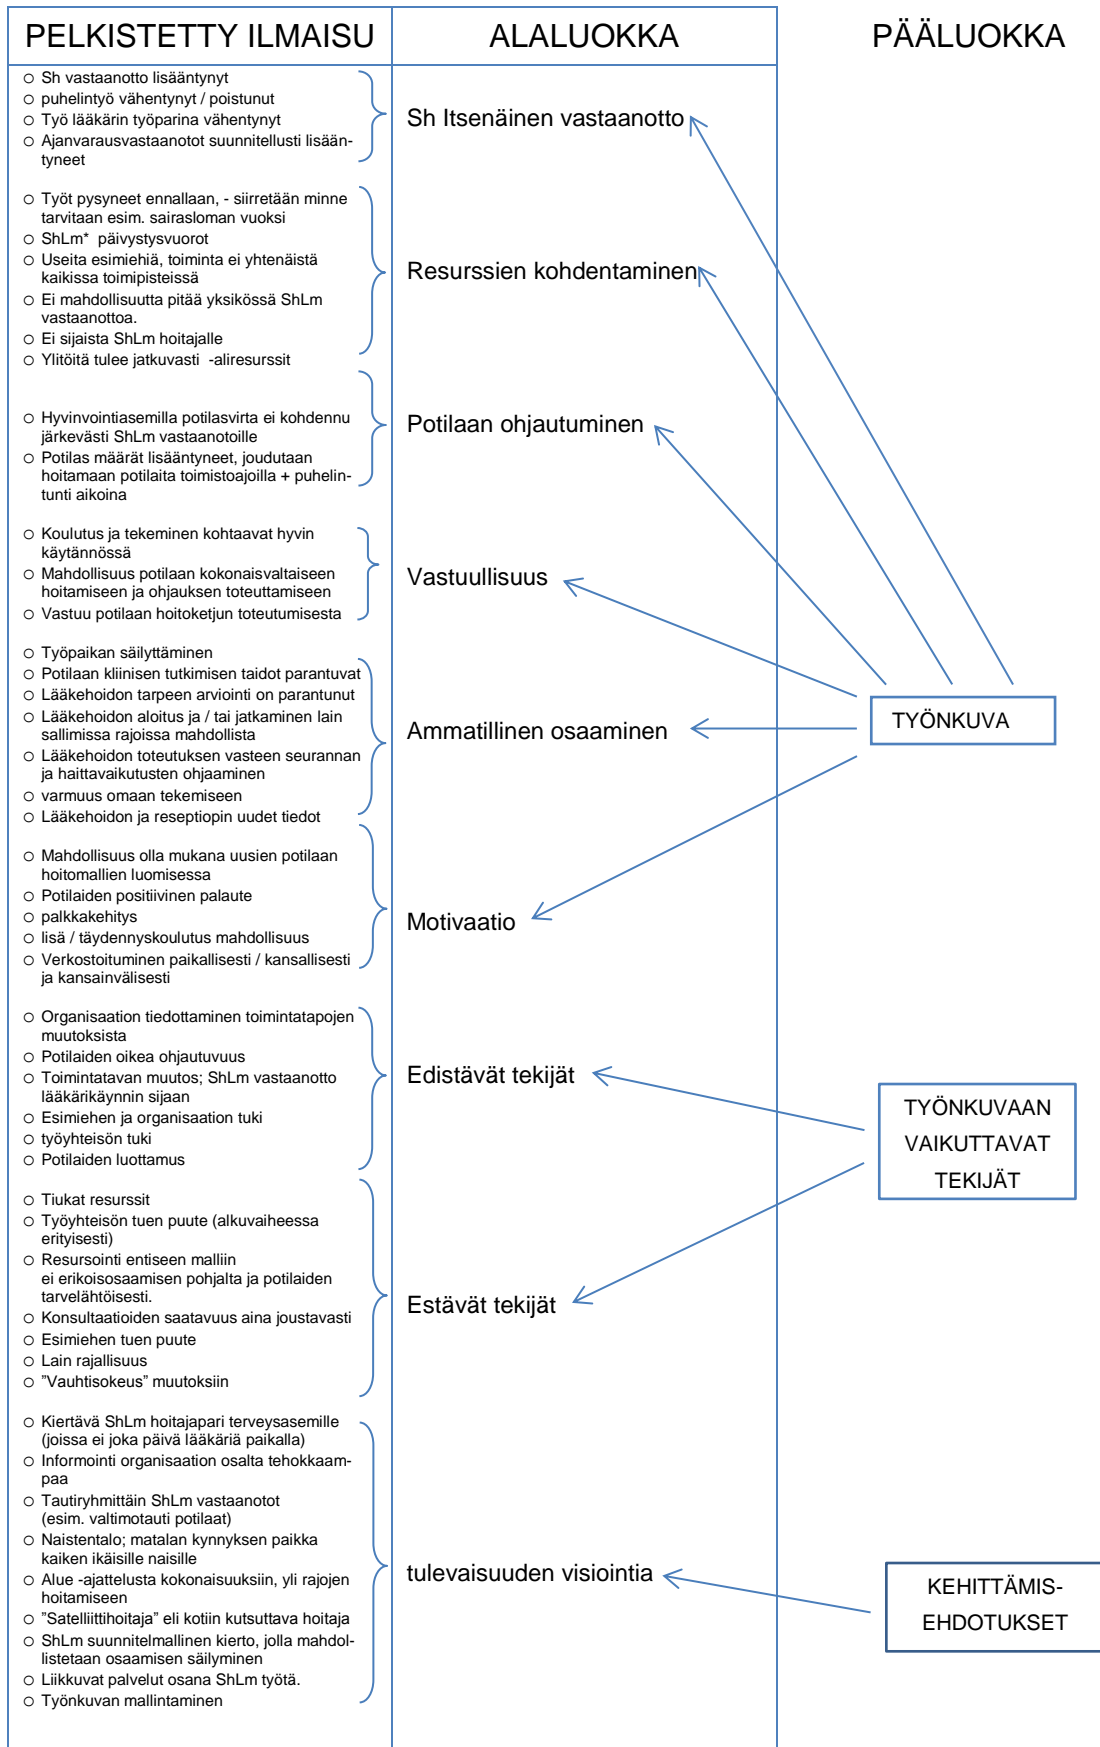 PELKISTETTY ILMAISU
ALALUOKKA
PÄÄLUOKKA
○ Sh vastaanotto lisääntynyt
○ puhelintyö vähentynyt / poistunut
○ Työ lääkärin työparina vähentynyt
○ Ajanvarausvastaanotot suunnitellusti lisään-
tyneet
Sh Itsenäinen vastaanotto
○ Työt pysyneet ennallaan, - siirretään minne
tarvitaan esim. sairasloman vuoksi
○ ShLm* päivystysvuorot
○ Useita esimiehiä, toiminta ei yhtenäistä
kaikissa toimipisteissä
○ Ei mahdollisuutta pitää yksikössä ShLm
vastaanottoa.
○ Ei sijaista ShLm hoitajalle
○ Ylitöitä tulee jatkuvasti -aliresurssit
Resurssien kohdentaminen
○ Hyvinvointiasemilla potilasvirta ei kohdennu
järkevästi ShLm vastaanotoille
○ Potilas määrät lisääntyneet, joudutaan
hoitamaan potilaita toimistoajoilla + puhelin-
tunti aikoina
Potilaan ohjautuminen
○ Koulutus ja tekeminen kohtaavat hyvin
käytännössä
○ Mahdollisuus potilaan kokonaisvaltaiseen
hoitamiseen ja ohjauksen toteuttamiseen
○ Vastuu potilaan hoitoketjun toteutumisesta
Vastuullisuus
○ Työpaikan säilyttäminen
○ Potilaan kliinisen tutkimisen taidot parantuvat
○ Lääkehoidon tarpeen arviointi on parantunut
○ Lääkehoidon aloitus ja / tai jatkaminen lain
sallimissa rajoissa mahdollista
○ Lääkehoidon toteutuksen vasteen seurannan
ja haittavaikutusten ohjaaminen
○ varmuus omaan tekemiseen
○ Lääkehoidon ja reseptiopin uudet tiedot
Ammatillinen osaaminen
TYÖNKUVA
○ Mahdollisuus olla mukana uusien potilaan
hoitomallien luomisessa
○ Potilaiden positiivinen palaute
○ palkkakehitys
○ lisä / täydennyskoulutus mahdollisuus
○ Verkostoituminen paikallisesti / kansallisesti
ja kansainvälisesti
Motivaatio
○ Organisaation tiedottaminen toimintatapojen
muutoksista
○ Potilaiden oikea ohjautuvuus
○ Toimintatavan muutos; ShLm vastaanotto
lääkärikäynnin sijaan
○ Esimiehen ja organisaation tuki
○ työyhteisön tuki
○ Potilaiden luottamus
Edistävät tekijät
TYÖNKUVAAN
VAIKUTTAVAT
TEKIJÄT
○ Tiukat resurssit
○ Työyhteisön tuen puute (alkuvaiheessa
erityisesti)
○ Resursointi entiseen malliin
ei erikoisosaamisen pohjalta ja potilaiden
tarvelähtöisesti.
○ Konsultaatioiden saatavuus aina joustavasti
○ Esimiehen tuen puute
○ Lain rajallisuus
○ ”Vauhtisokeus” muutoksiin
Estävät tekijät
○ Kiertävä ShLm hoitajapari terveysasemille
(joissa ei joka päivä lääkäriä paikalla)
○ Informointi organisaation osalta tehokkaam-
paa
○ Tautiryhmittäin ShLm vastaanotot
(esim. valtimotauti potilaat)
○ Naistentalo; matalan kynnyksen paikka
kaiken ikäisille naisille
○ Alue -ajattelusta kokonaisuuksiin, yli rajojen
hoitamiseen
○ ”Satelliittihoitaja” eli kotiin kutsuttava hoitaja
○ ShLm suunnitelmallinen kierto, jolla mahdol-
listetaan osaamisen säilyminen
○ Liikkuvat palvelut osana ShLm työtä.
○ Työnkuvan mallintaminen
tulevaisuuden visiointia
KEHITTÄMIS-
EHDOTUKSET